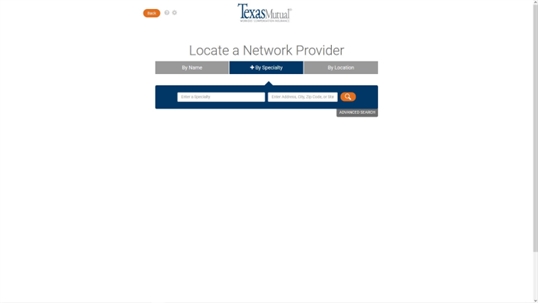 Back
Texas Mutual
WORKERS' COMPENSATION INSURANCE
Locate a Network Provider
By Name
By Specialty
By Location
Enter a Specialty
Enter Address, City, Zip Code, or
ADVANCED SEARCH